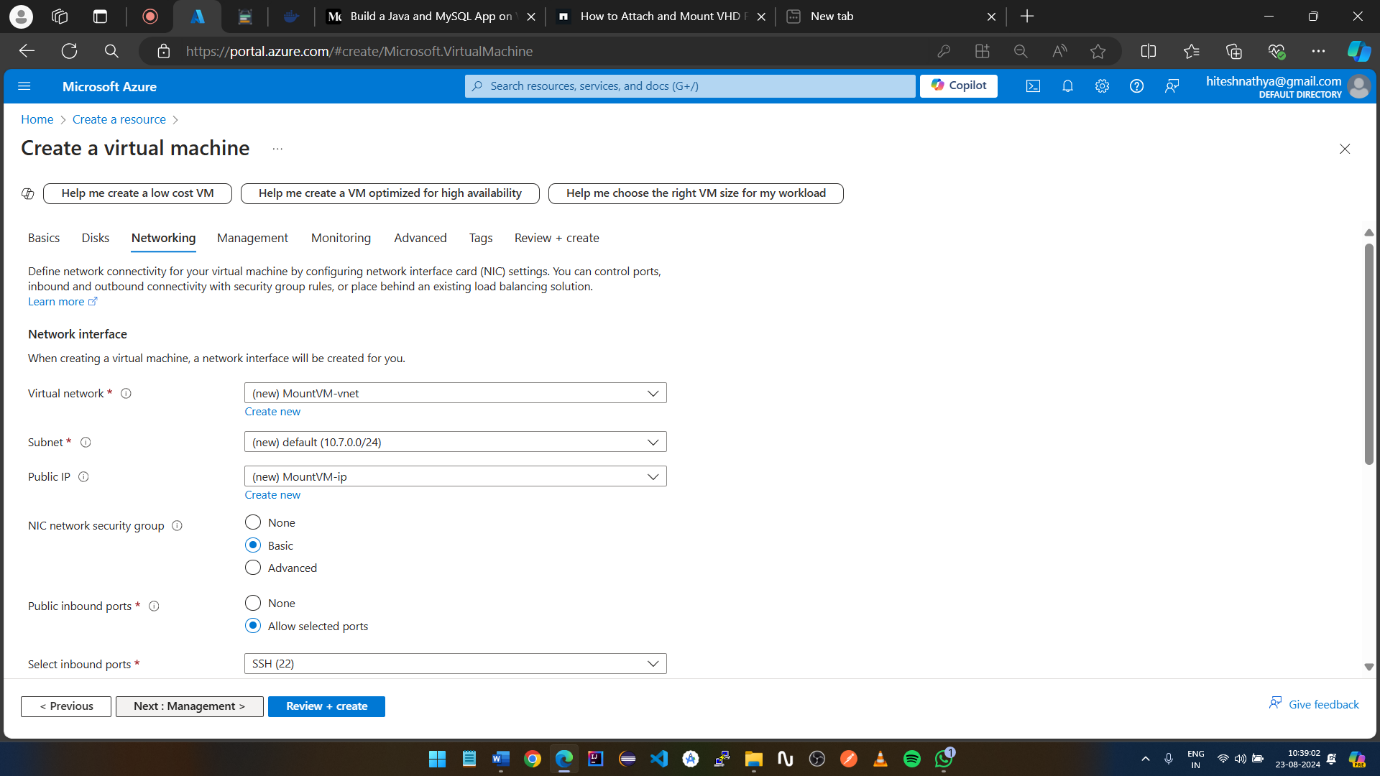 Build a Java and MySQL App on
How to Attach and Mount VHD F
New tab
https://portal.azure.com/#create/Microsoft.VirtualMachine
Microsoft Azure
Search resources, services, and docs (G+/)
Copilot
hiteshnathya@gmail.com
DEFAULT DIRECTORY
Home > Create a resource >
Create a virtual machine ...
Help me create a low cost VM
Help me create a VM optimized for high availability
Help me choose the right VM size for my workload
Basics Disks Networking Management Monitoring Advanced Tags Review + create
Define network connectivity for your virtual machine by configuring network interface card (NIC) settings. You can control ports,
inbound and outbound connectivity with security group rules, or place behind an existing load balancing solution.
Learn more
Network interface
When creating a virtual machine, a network interface will be created for you.
Virtual network *
(new) MountVM-vnet
Create new
Subnet *
(new) default (10.7.0.0/24)
Public IP
(new) MountVM-ip
Create new
NIC network security group
None
Basic
Advanced
Public inbound ports *
None
Allow selected ports
Select inbound ports *
SSH (22)
< Previous
Next : Management >
Review + create
Give feedback
1
ENG
IN
10:39:02
23-08-2024